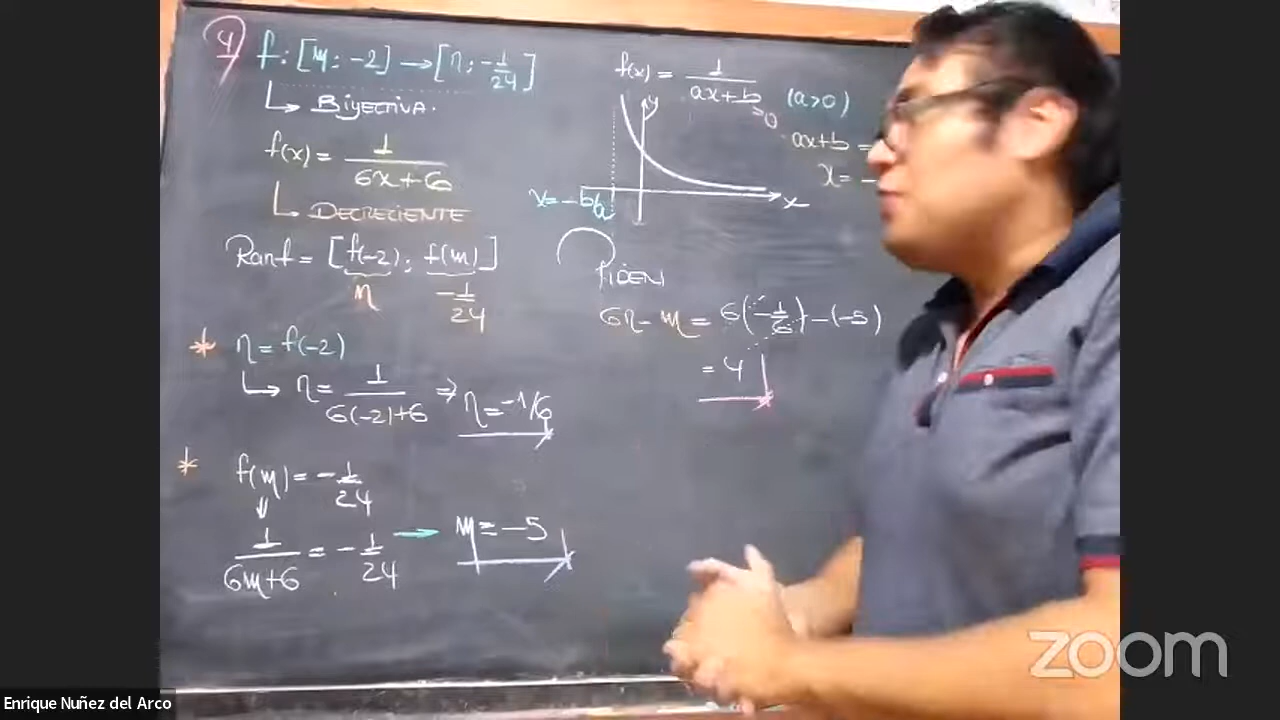 4
f: [m; -2] → [n; -1/24]
↳ BIYECTIVA.
f(x) = 1/(6x+6)
↳ DECRECIENTE
Ranf = [f(-2); f(m)]
n -1/24
* n = f(-2)
↳ n = 1/(6(-2)+6) ⇒ n = -1/6
* f(m) = -1/24
↓
1/(6m+6) = -1/24 → m = -5
f(x) = 1/(ax+b) (a>0)
>0
ax+b =
x = -
y
x
x = -b/a
PIDEN
6n - m = 6(-1/6) - (-5)
= 4
zoom
Enrique Nuñez del Arco